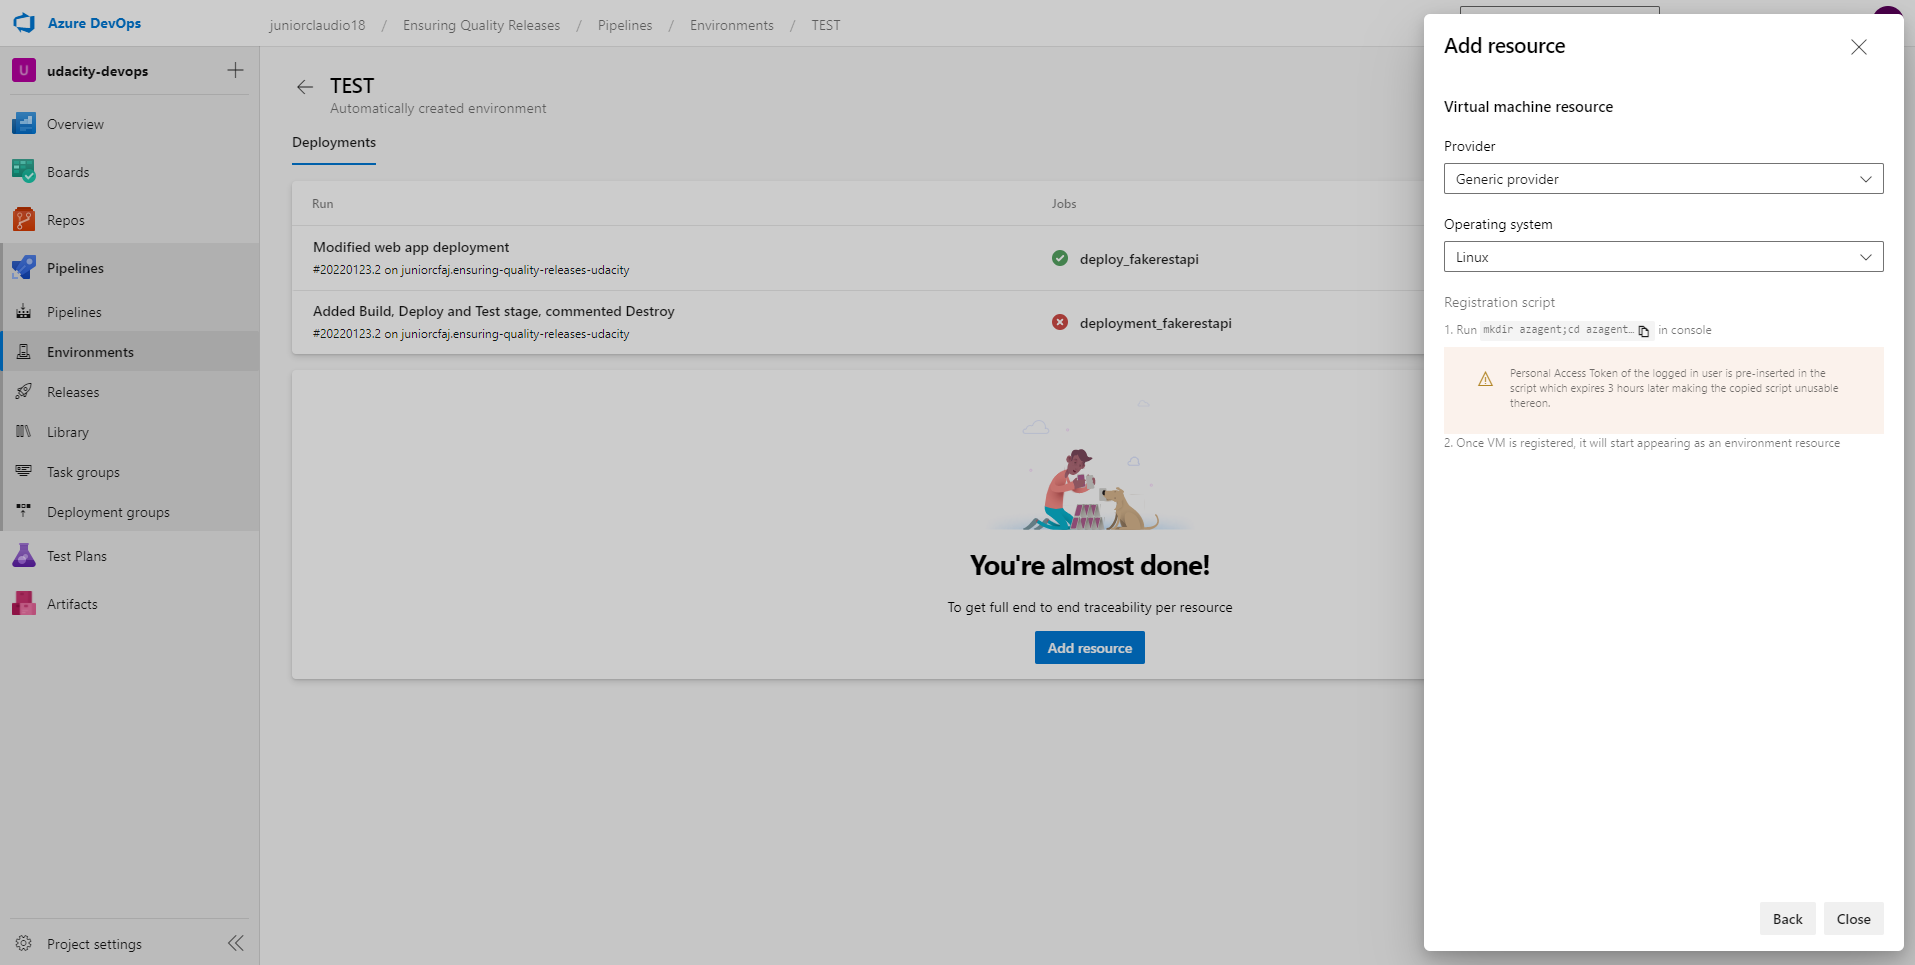 Azure DevOps
juniorclaudio18 / Ensuring Quality Releases / Pipelines / Environments / TEST
U udacity-devops
Overview
Boards
Repos
Pipelines
Pipelines
Environments
Releases
Library
Task groups
Deployment groups
Test Plans
Artifacts
Project settings
TEST
Automatically created environment
Deployments
Run Jobs
Modified web app deployment
#20220123.2 on juniorcfaj.ensuring-quality-releases-udacity
deploy_fakerestapi
Added Build, Deploy and Test stage, commented Destroy
#20220123.2 on juniorcfaj.ensuring-quality-releases-udacity
deployment_fakerestapi
You're almost done!
To get full end to end traceability per resource
Add resource
Add resource
Virtual machine resource
Provider
Generic provider
Operating system
Linux
Registration script
1. Run mkdir azagent;cd azagent… in console
Personal Access Token of the logged in user is pre-inserted in the
script which expires 3 hours later making the copied script unusable
thereon.
2. Once VM is registered, it will start appearing as an environment resource
Back Close